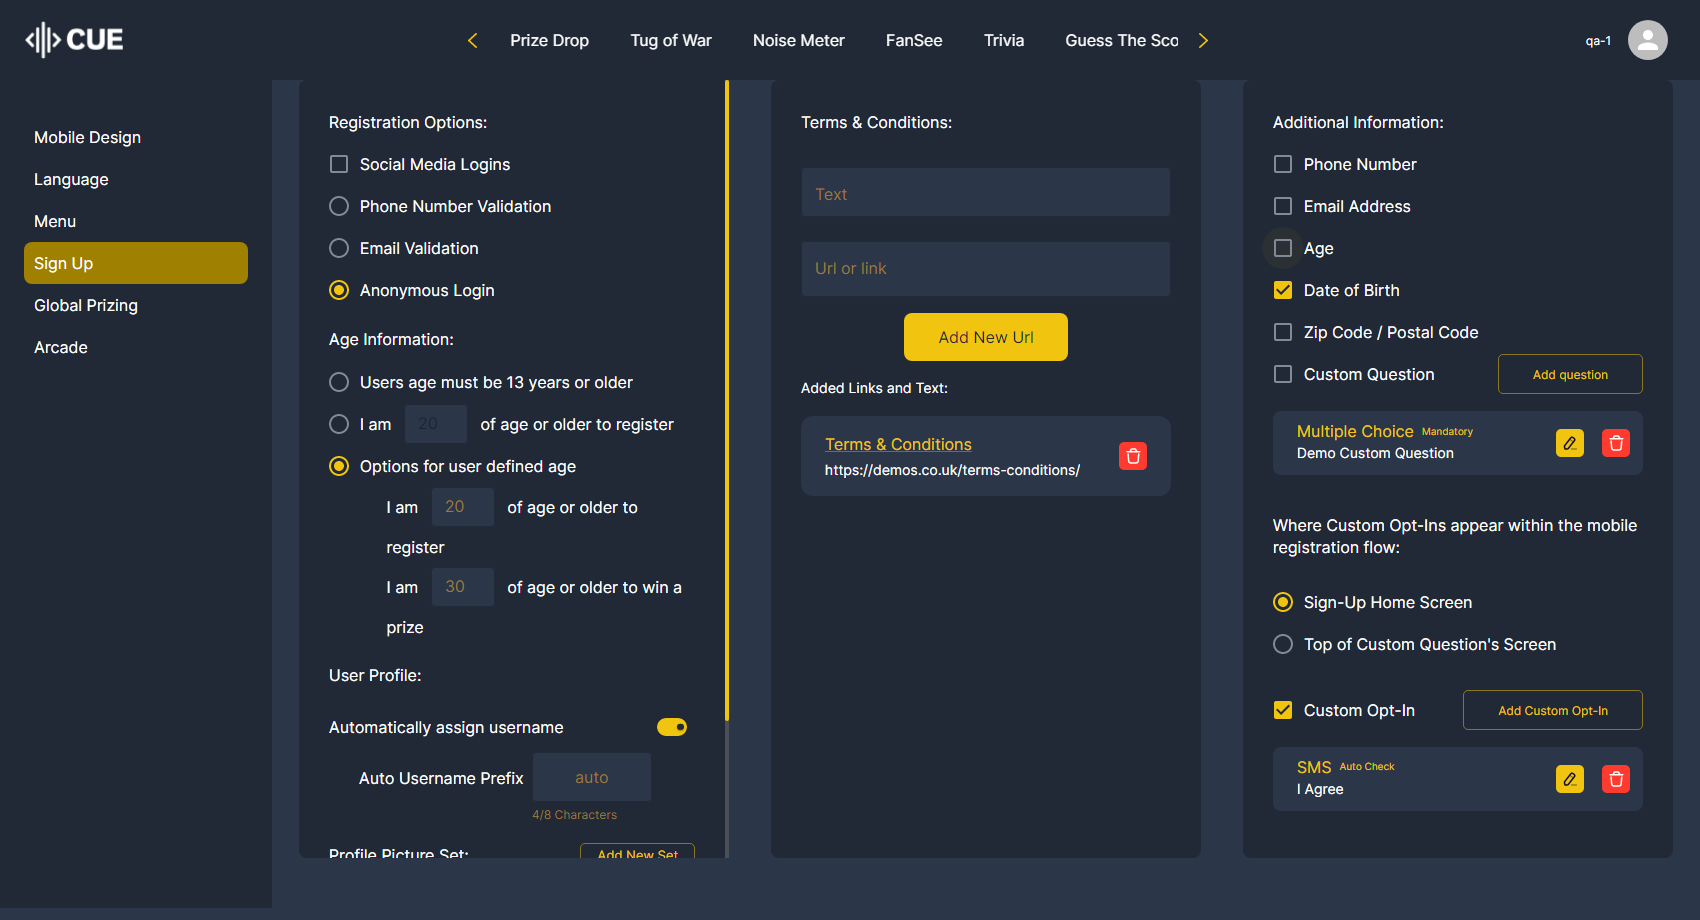 CUE
Prize Drop
Tug of War
Noise Meter
FanSee
Trivia
Guess The Sco
qa-1
Mobile Design
Language
Menu
Sign Up
Global Prizing
Arcade
Registration Options:
Social Media Logins
Phone Number Validation
Email Validation
Anonymous Login
Age Information:
Users age must be 13 years or older
I am 20 of age or older to register
Options for user defined age
I am 20 of age or older to
register
I am 30 of age or older to win a
prize
User Profile:
Automatically assign username
Auto Username Prefix auto
4/8 Characters
Profile Picture Set: Add New Set
Terms & Conditions:
Text
Url or link
Add New Url
Added Links and Text:
Terms & Conditions
https://demos.co.uk/terms-conditions/
Additional Information:
Phone Number
Email Address
Age
Date of Birth
Zip Code / Postal Code
Custom Question Add question
Multiple Choice Mandatory
Demo Custom Question
Where Custom Opt-Ins appear within the mobile
registration flow:
Sign-Up Home Screen
Top of Custom Question's Screen
Custom Opt-In Add Custom Opt-In
SMS Auto Check
I Agree